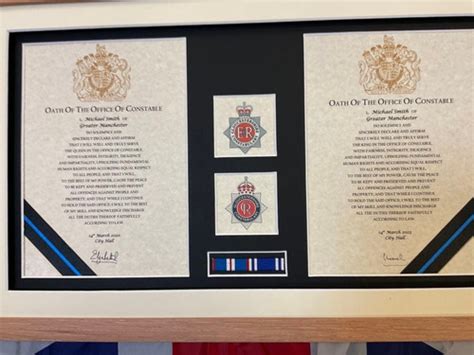 OATH OF THE OFFICE OF CONSTABLE
I, Michael Smith of
Greater Manchester
DO SOLEMNLY AND
SINCERELY DECLARE AND AFFIRM
THAT I WILL WELL AND TRULY SERVE
THE QUEEN IN THE OFFICE OF CONSTABLE,
WITH FAIRNESS, INTEGRITY, DILIGENCE
AND IMPARTIALITY, UPHOLDING FUNDAMENTAL
HUMAN RIGHTS AND ACCORDING EQUAL RESPECT
TO ALL PEOPLE; AND THAT I WILL,
TO THE BEST OF MY POWER, CAUSE THE PEACE
TO BE KEPT AND PRESERVED AND PREVENT
ALL OFFENCES AGAINST PEOPLE AND
PROPERTY; AND THAT WHILE I CONTINUE
TO HOLD THE SAID OFFICE I WILL TO THE BEST
OF MY SKILL AND KNOWLEDGE DISCHARGE
ALL THE DUTIES THEREOF FAITHFULLY
ACCORDING TO LAW.
14th March
City Hall
ER
OATH OF THE OFFICE OF CONSTABLE
I, Michael Smith of
Greater Manchester
DO SOLEMNLY AND
SINCERELY DECLARE AND AFFIRM
THAT I WILL WELL AND TRULY SERVE
IN THE OFFICE OF CONSTABLE,
WITH FAIRNESS, INTEGRITY, DILIGENCE
AND IMPARTIALITY, UPHOLDING FUNDAMENTAL
HUMAN RIGHTS AND ACCORDING EQUAL RESPECT
TO ALL PEOPLE; AND THAT I WILL,
TO THE BEST OF MY POWER, CAUSE THE PEACE
TO BE KEPT AND PRESERVED AND PREVENT
ALL OFFENCES AGAINST PEOPLE AND
PROPERTY; AND THAT WHILE I CONTINUE
TO HOLD THE SAID OFFICE I WILL TO THE BEST
OF MY SKILL AND KNOWLEDGE DISCHARGE
ALL THE DUTIES THEREOF FAITHFULLY
ACCORDING TO LAW.
14th March
City Hall